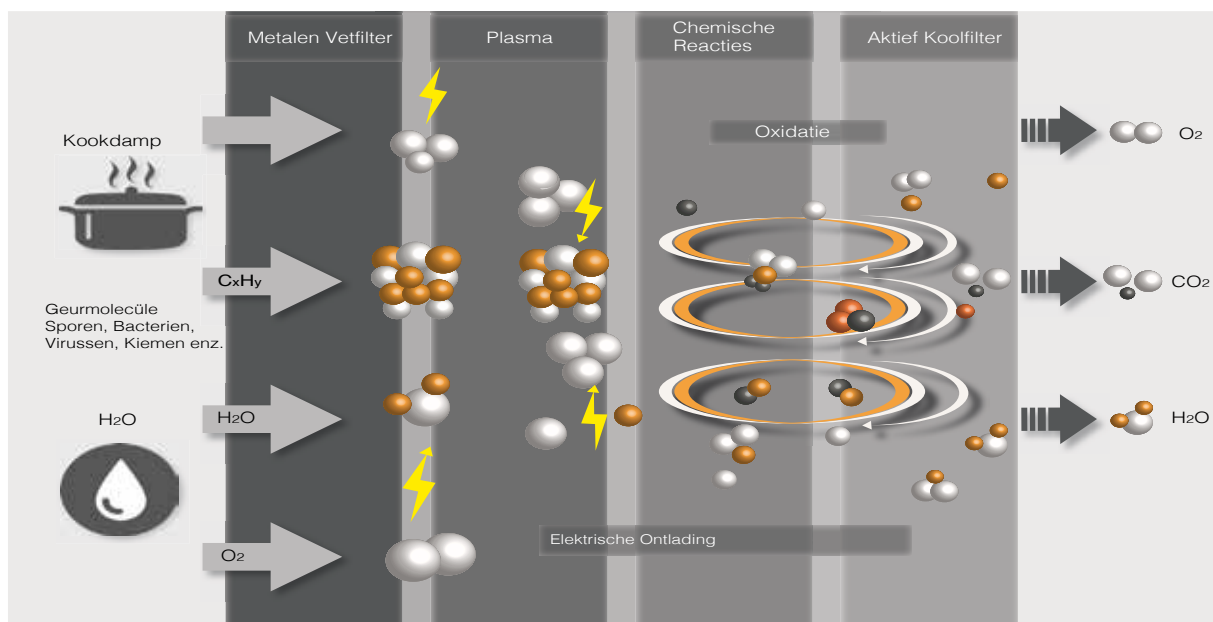 Metalen Vetfilter
Plasma
Chemische
Reacties
Aktief Koolfilter
Kookdamp
Oxidatie
O2
CxHy
CO2
Geurmolecüle
Sporen, Bacterien,
Virussen, Kiemen enz.
H2O
H2O
H2O
Elektrische Ontlading
O2